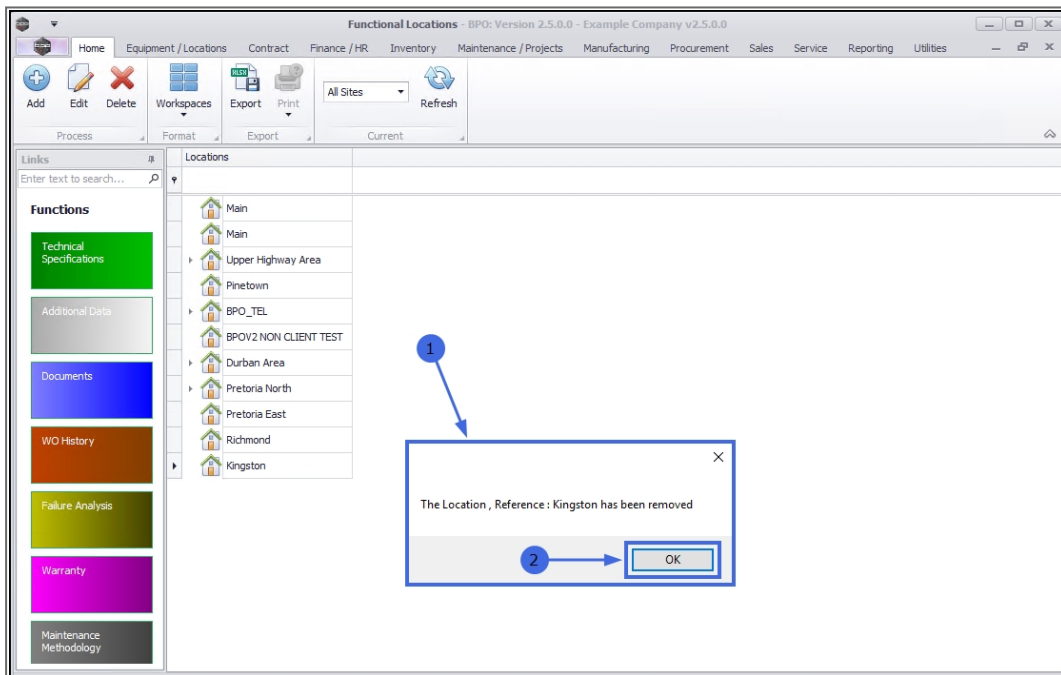 Functional Locations - BPO: Version 2.5.0.0 - Example Company v2.5.0.0
Home Equipment / Locations Contract Finance / HR Inventory Maintenance / Projects Manufacturing Procurement Sales Service Reporting Utilities
Add Edit Delete Workspaces Export Print All Sites Refresh
Process Format Export Current
Links
Enter text to search...
Functions
Technical
Specifications
Additional Data
Documents
WO History
Failure Analysis
Warranty
Maintenance
Methodology
Locations
Main
Main
Upper Highway Area
Pinetown
BPO_TEL
BPOV2 NON CLIENT TEST
Durban Area
Pretoria North
Pretoria East
Richmond
Kingston
1
The Location , Reference : Kingston has been removed
2
OK